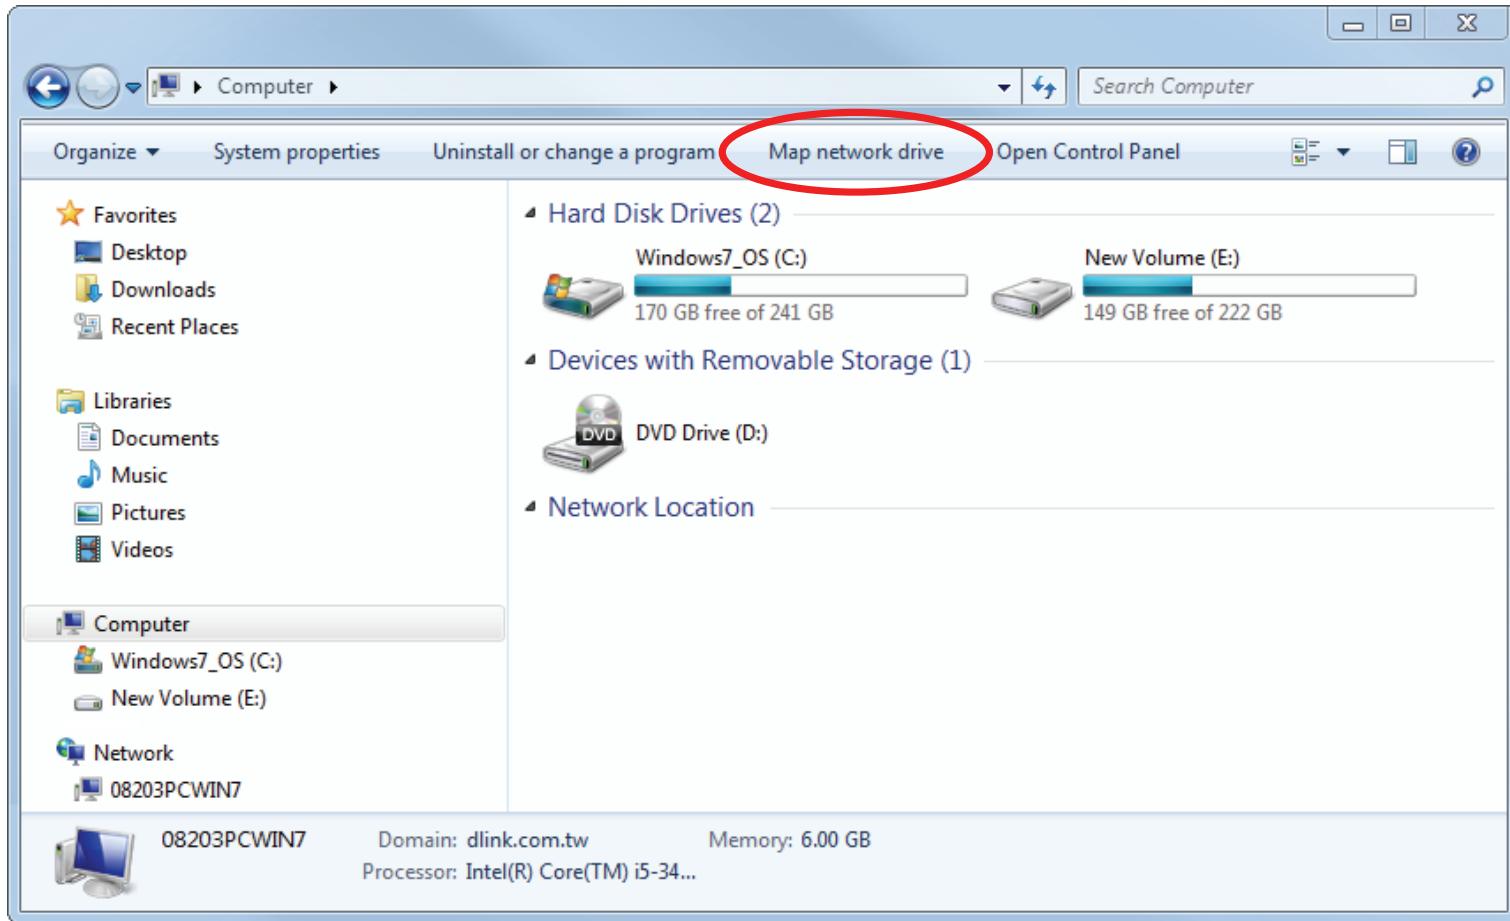 Computer
Search Computer
Organize
System properties
Uninstall or change a program
Map network drive
Open Control Panel
Favorites
Desktop
Downloads
Recent Places
Libraries
Documents
Music
Pictures
Videos
Computer
Windows7_OS (C:)
New Volume (E:)
Network
08203PCWIN7
Hard Disk Drives (2)
Windows7_OS (C:)
170 GB free of 241 GB
New Volume (E:)
149 GB free of 222 GB
Devices with Removable Storage (1)
DVD
DVD Drive (D:)
Network Location
08203PCWIN7
Domain: dlink.com.tw
Memory: 6.00 GB
Processor: Intel(R) Core(TM) i5-34...